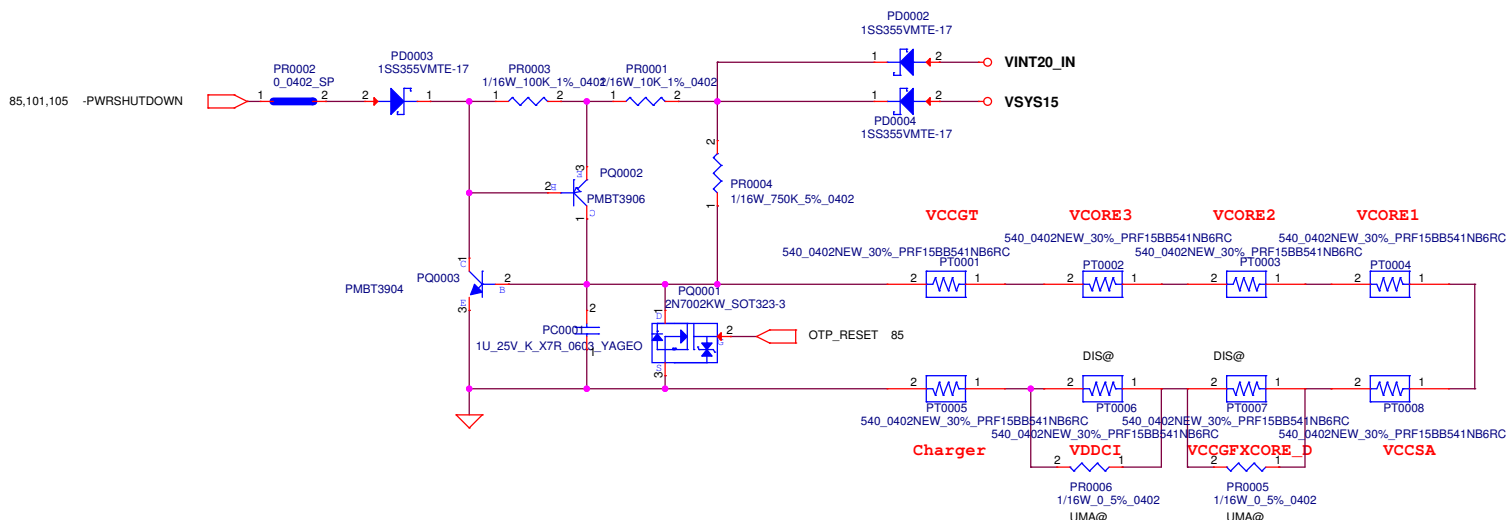 PD0002
1SS355VMTE-17
1 2 VINT20_IN
PR0002
0_0402_SP
PD0003
1SS355VMTE-17
PR0003
1/16W_100K_1%_0402
PR0001
1/16W_10K_1%_0402
85,101,105 -PWRSHUTDOWN 1 2 2 1 1 2 1 2
1 2 VSYS15
PD0004
1SS355VMTE-17
3
E
2 B
PQ0002
PMBT3906
C
1
2
PR0004
1/16W_750K_5%_0402
1
VCCGT VCORE3 VCORE2 VCORE1
540_0402NEW_30%_PRF15BB541NB6RC
540_0402NEW_30%_PRF15BB541NB6RC
540_0402NEW_30%_PRF15BB541NB6RC
540_0402NEW_30%_PRF15BB541NB6RC
PT0001 PT0002 PT0003 PT0004
2 1 2 1 2 1 2 1
1
C
PQ0003
PMBT3904
2
B
E
3
PQ0001
2N7002KW_SOT323-3
1
D
2
G
OTP_RESET 85
S
3
2
PC0001
1U_25V_K_X7R_0603_YAGEO
1
DIS@ DIS@
2 1 2 1 2 1 2 1
PT0005 PT0006 PT0007 PT0008
540_0402NEW_30%_PRF15BB541NB6RC
540_0402NEW_30%_PRF15BB541NB6RC
540_0402NEW_30%_PRF15BB541NB6RC
540_0402NEW_30%_PRF15BB541NB6RC
Charger VDDCI VCCGFXCORE_D VCCSA
2 1 2 1
PR0006 PR0005
1/16W_0_5%_0402 1/16W_0_5%_0402
UMA@ UMA@